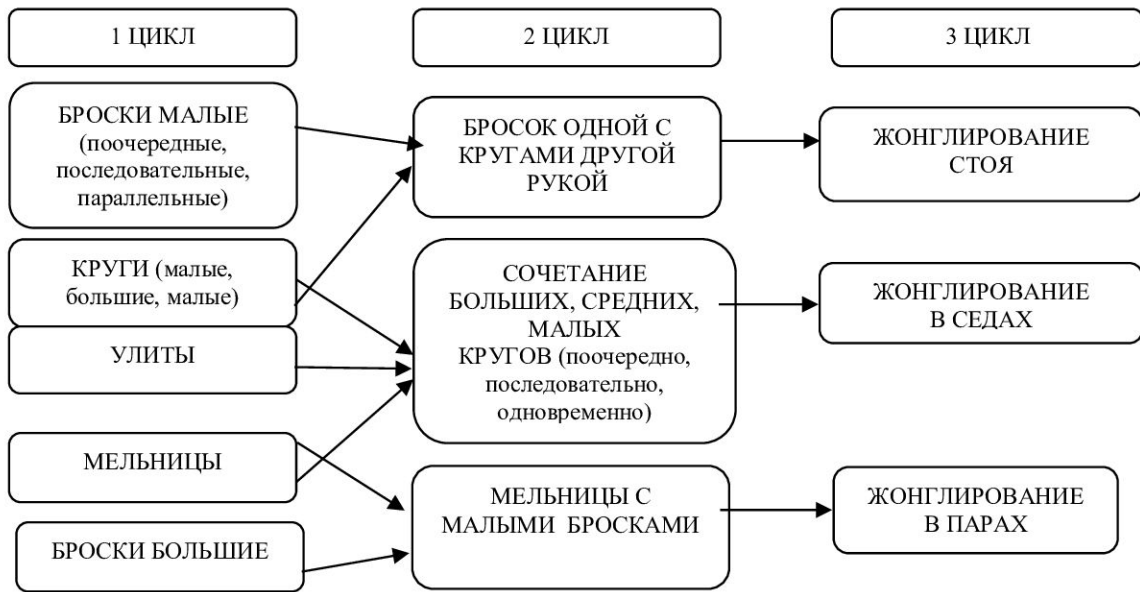 1 ЦИКЛ
2 ЦИКЛ
3 ЦИКЛ
БРОСКИ МАЛЫЕ
(поочередные,
последовательные,
параллельные)
БРОСОК ОДНОЙ С
КРУГАМИ ДРУГОЙ
РУКОЙ
ЖОНГЛИРОВАНИЕ
СТОЯ
КРУГИ (малые,
большие, малые)
УЛИТЫ
СОЧЕТАНИЕ
БОЛЬШИХ, СРЕДНИХ,
МАЛЫХ
КРУГОВ (поочередно,
последовательно,
одновременно)
ЖОНГЛИРОВАНИЕ
В СЕДАХ
МЕЛЬНИЦЫ
БРОСКИ БОЛЬШИЕ
МЕЛЬНИЦЫ С
МАЛЫМИ БРОСКАМИ
ЖОНГЛИРОВАНИЕ
В ПАРАХ